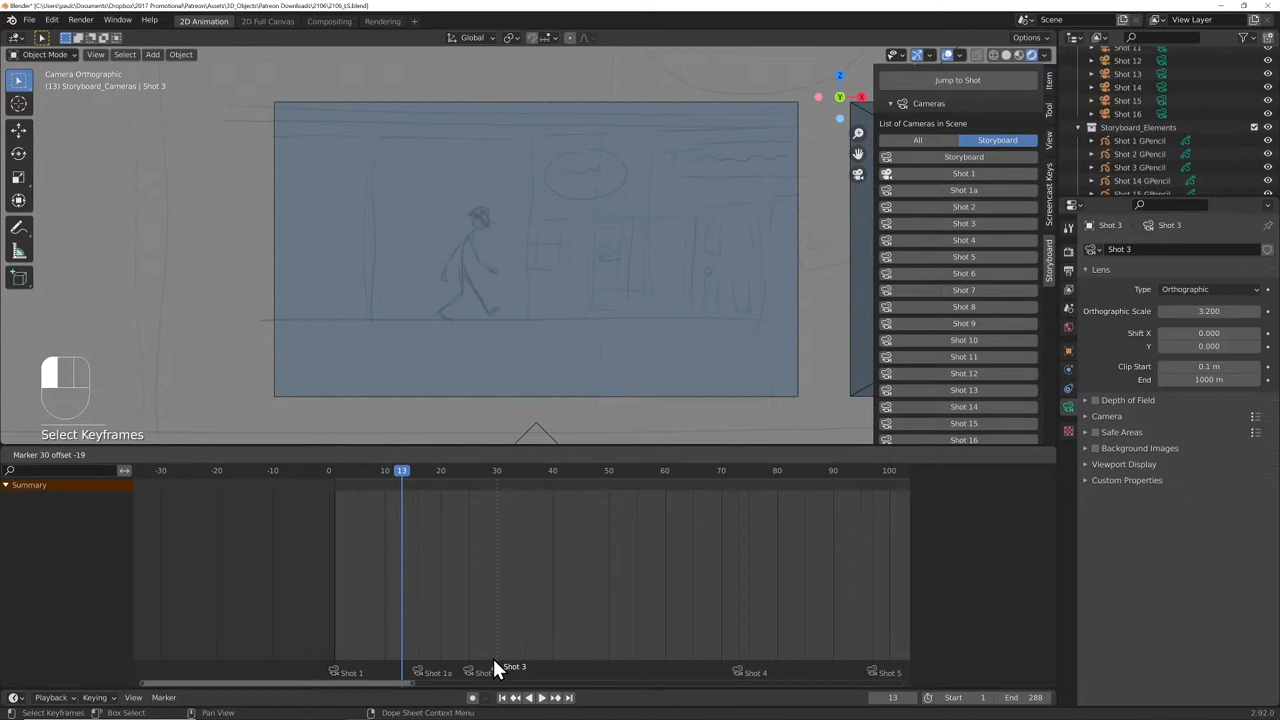 Blender* [C:\Users\paulc\Documents\Dropbox*\2017 Promotional\Patreon\Assets\3D_Objects\Patreon Downloads\2106\2106_LS.blend]
File Edit Render Window Help 2D Animation 2D Full Canvas Compositing Rendering Scene View Layer
Global Options
Object Mode View Select Add Object
Camera Orthographic
(13) Storyboard_Cameras | Shot 3
Z
Y
X
Jump to Shot
Cameras
List of Cameras in Scene
All Storyboard
Storyboard
Shot 1
Shot 1a
Shot 2
Shot 3
Shot 4
Shot 5
Shot 6
Shot 7
Shot 8
Shot 9
Shot 10
Shot 11
Shot 12
Shot 13
Shot 14
Shot 15
Shot 16
Item
Tool
View
Screencast Keys
Storyboard
Shot 11
Shot 12
Shot 13
Shot 14
Shot 15
Shot 16
Storyboard_Elements
Shot 1 GPencil
Shot 2 GPencil
Shot 3 GPencil
Shot 14 GPencil
Shot 15 GPencil
Shot 3 Shot 3
Shot 3
Lens
Type Orthographic
Orthographic Scale 3.200
Shift X 0.000
Y 0.000
Clip Start 0.1 m
End 1000 m
Depth of Field
Camera
Safe Areas
Background Images
Viewport Display
Custom Properties
Select Keyframes
Marker 30 offset -19
-30 -20 -10 0 10 13 20 30 40 50 60 70 80 90 100
Summary
Shot 1 Shot 1a Shot 3 Shot 4 Shot 5
Playback Keying View Marker 13 Start 1 End 288
Select Keyframes Box Select Pan View Dope Sheet Context Menu 2.92.0